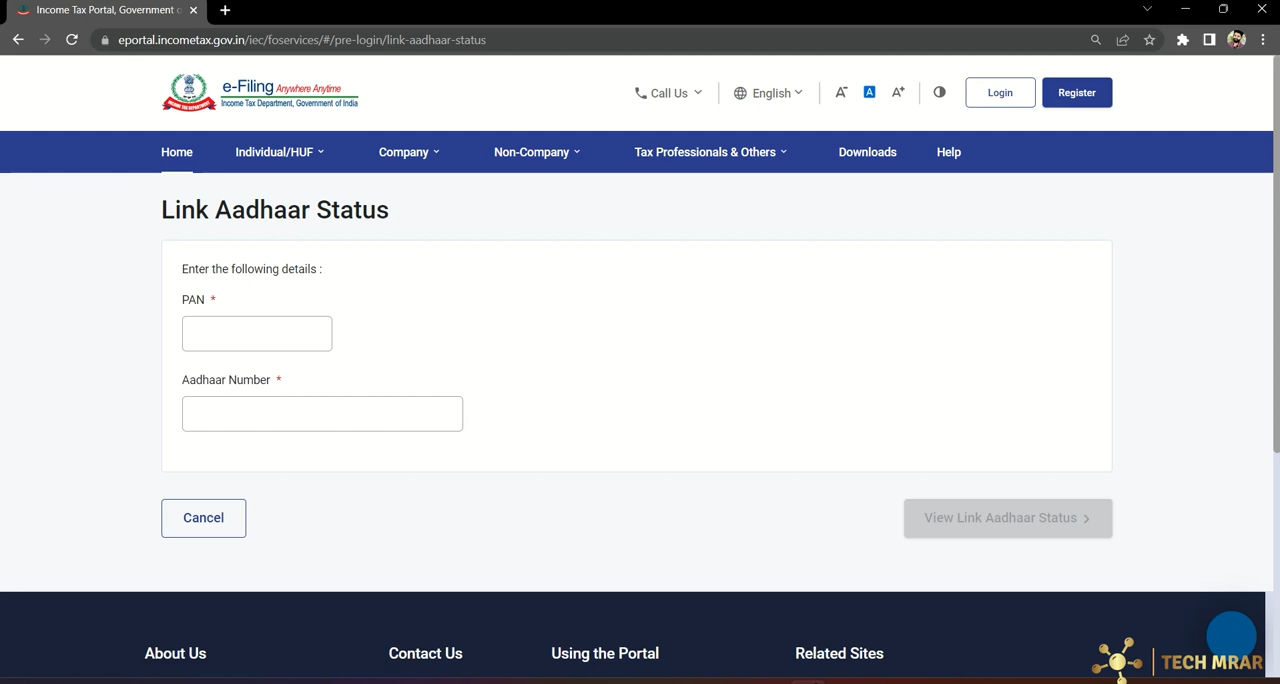 Income Tax Portal, Government o
eportal.incometax.gov.in/iec/foservices/#/pre-login/link-aadhaar-status
e-Filing Anywhere Anytime
Income Tax Department, Government of India
Call Us
English
A-
A
A+
Login
Register
Home
Individual/HUF
Company
Non-Company
Tax Professionals & Others
Downloads
Help
Link Aadhaar Status
Enter the following details :
PAN *
Aadhaar Number *
Cancel
View Link Aadhaar Status >
About Us
Contact Us
Using the Portal
Related Sites
TECH MRAR